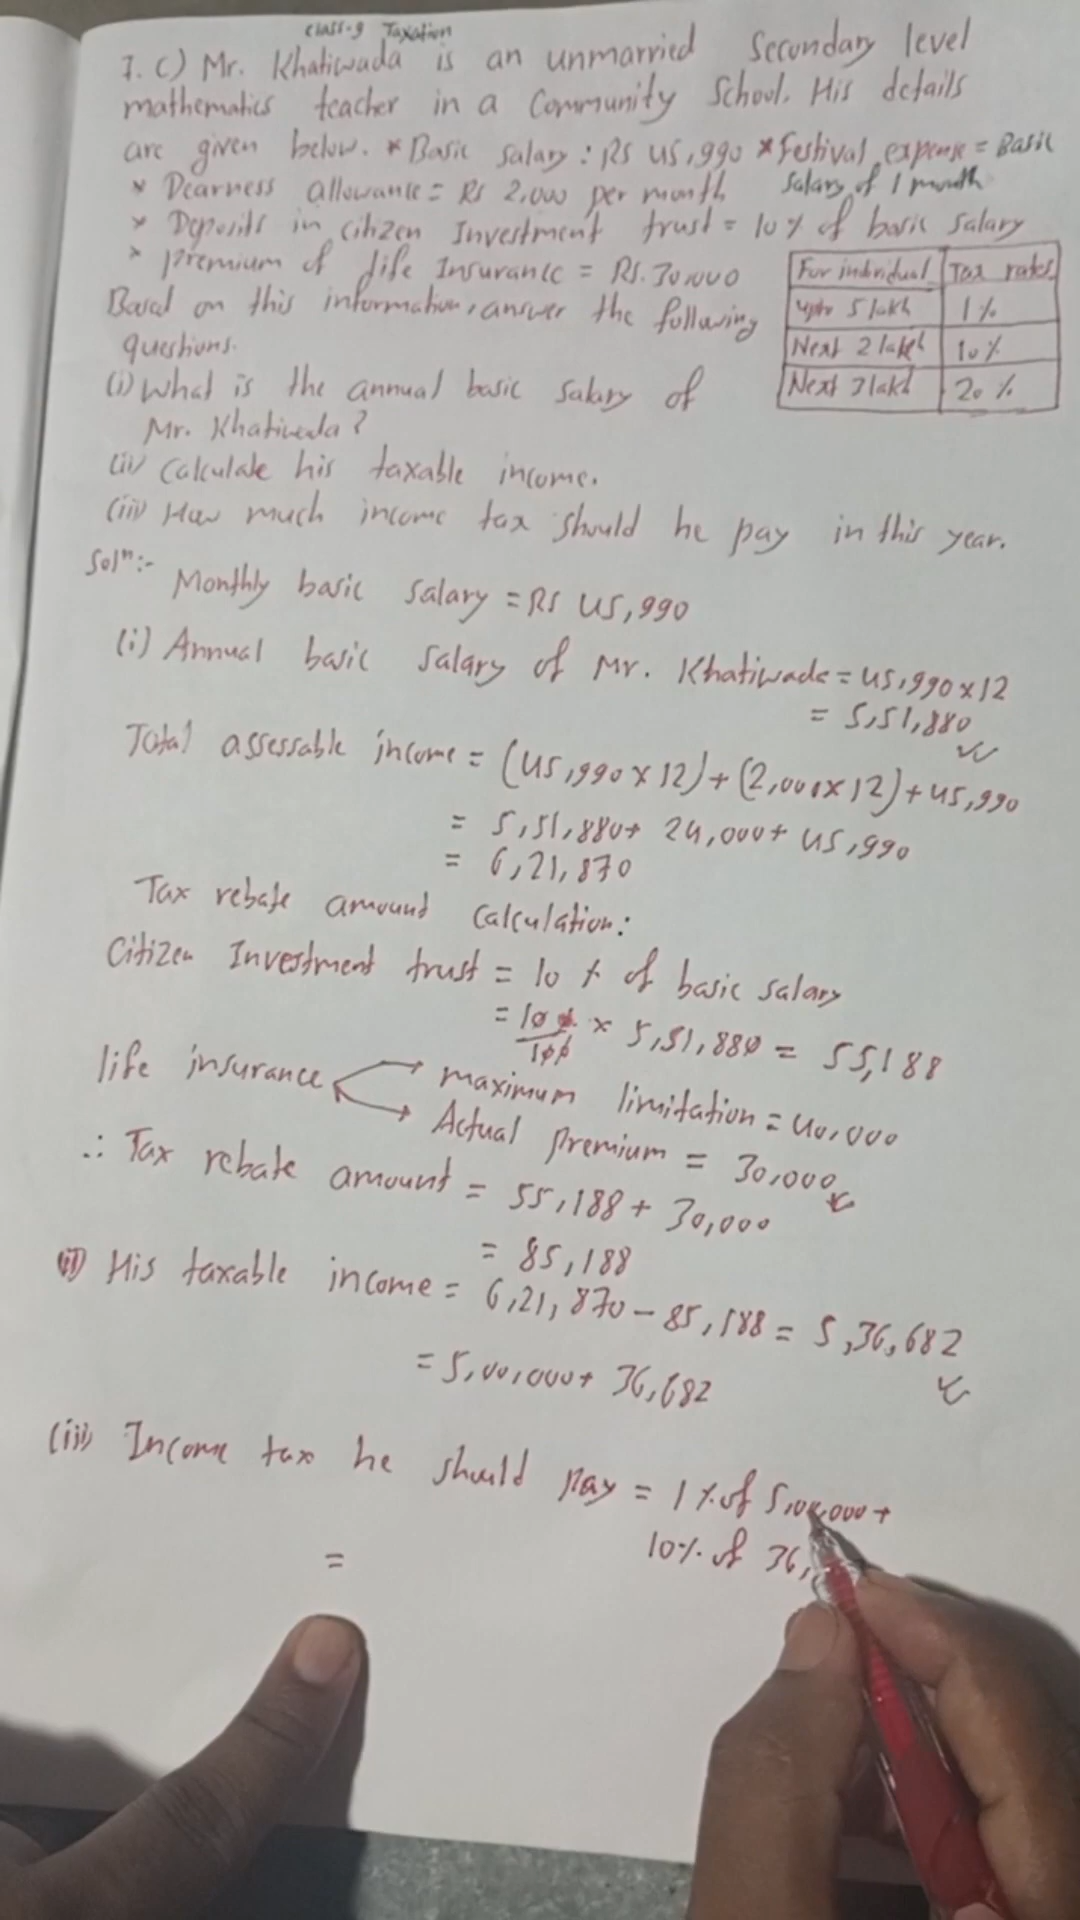 class-9 Taxation
7. C) Mr. Khatiwada is an unmarried Secondary level
mathematics teacher in a Community School. His details
are given below. * Basic salary : Rs 45,990 * Festival expense = Basic
salary of 1 month
* Dearness allowance = Rs 2,000 per month
* Deposits in citizen Investment trust = 10% of basic salary
* Premium of life Insurance = Rs. 30,000
Based on this information, answer the following
questions.
For individual Tax rates
upto 5 lakh 1%
Next 2 lakh 10%
Next 3 lakh 20%
(i) What is the annual basic salary of
Mr. Khatiwada?
(ii) Calculate his taxable income.
(iii) How much income tax should he pay in this year.
Solⁿ:-
Monthly basic salary = Rs 45,990
(i) Annual basic salary of Mr. Khatiwada = 45,990 x 12
= 5,51,880
Total assessable income = (45,990 x 12) + (2,000 x 12) + 45,990
= 5,51,880 + 24,000 + 45,990
= 6,21,870
Tax rebate amount calculation:
Citizen Investment trust = 10 % of basic salary
= 10/100 x 5,51,880 = 55,188
life insurance → maximum limitation = 40,000
→ Actual premium = 30,000
∴ Tax rebate amount = 55,188 + 30,000
= 85,188
(ii) His taxable income = 6,21,870 - 85,188 = 5,36,682
= 5,00,000 + 36,682
(iii) Income tax he should pay = 1% of 5,00,000 +
10% of 36,
=